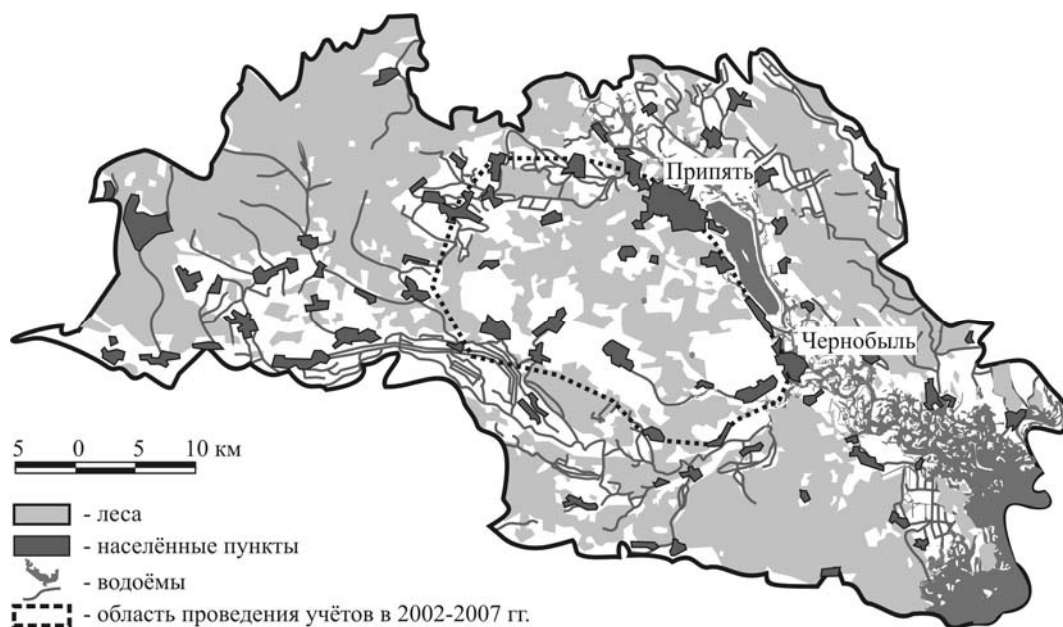 Припять
Чернобыль
5 0 5 10 км
- леса
- населённые пункты
- водоёмы
- область проведения учётов в 2002-2007 гг.